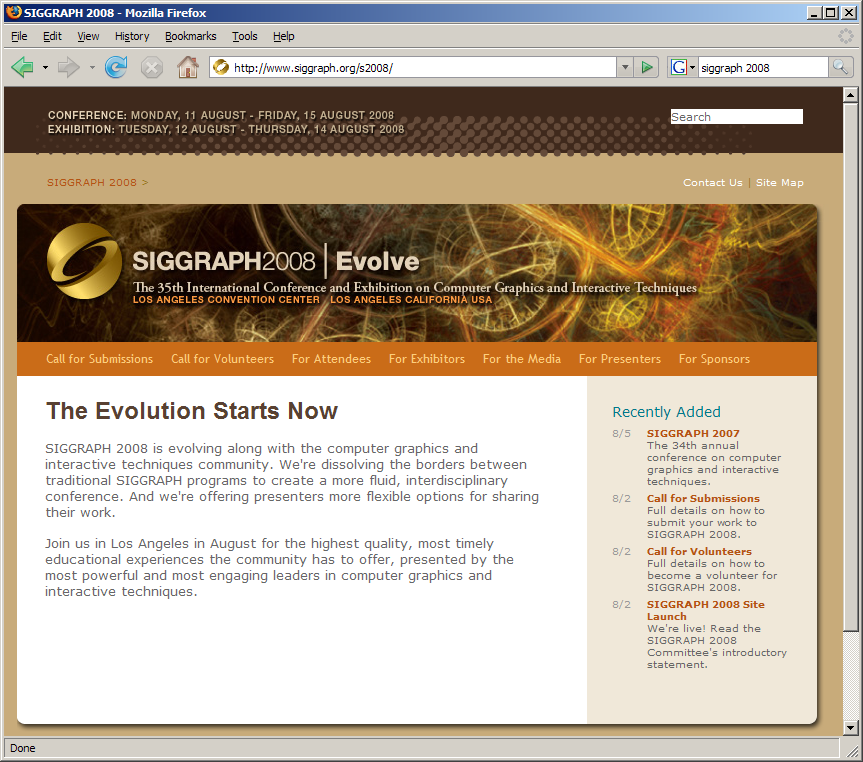 SIGGRAPH 2008 - Mozilla Firefox
File Edit View History Bookmarks Tools Help
http://www.siggraph.org/s2008/
G siggraph 2008
CONFERENCE: MONDAY, 11 AUGUST - FRIDAY, 15 AUGUST 2008
EXHIBITION: TUESDAY, 12 AUGUST - THURSDAY, 14 AUGUST 2008
Search
SIGGRAPH 2008 >
Contact Us | Site Map
SIGGRAPH2008 | Evolve
The 35th International Conference and Exhibition on Computer Graphics and Interactive Techniques
LOS ANGELES CONVENTION CENTER LOS ANGELES CALIFORNIA USA
Call for Submissions Call for Volunteers For Attendees For Exhibitors For the Media For Presenters For Sponsors
The Evolution Starts Now
SIGGRAPH 2008 is evolving along with the computer graphics and
interactive techniques community. We're dissolving the borders between
traditional SIGGRAPH programs to create a more fluid, interdisciplinary
conference. And we're offering presenters more flexible options for sharing
their work.
Join us in Los Angeles in August for the highest quality, most timely
educational experiences the community has to offer, presented by the
most powerful and most engaging leaders in computer graphics and
interactive techniques.
Recently Added
8/5 SIGGRAPH 2007
The 34th annual
conference on computer
graphics and interactive
techniques.
8/2 Call for Submissions
Full details on how to
submit your work to
SIGGRAPH 2008.
8/2 Call for Volunteers
Full details on how to
become a volunteer for
SIGGRAPH 2008.
8/2 SIGGRAPH 2008 Site
Launch
We're live! Read the
SIGGRAPH 2008
Committee's introductory
statement.
Done